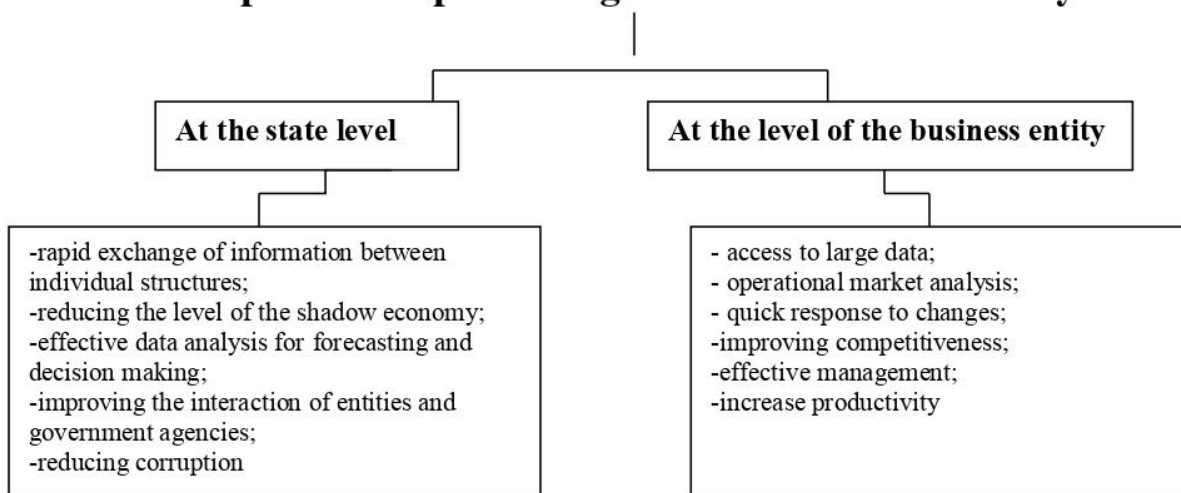 At the state level
At the level of the business entity
-rapid exchange of information between
individual structures;
-reducing the level of the shadow economy;
-effective data analysis for forecasting and
decision making;
-improving the interaction of entities and
government agencies;
-reducing corruption
- access to large data;
- operational market analysis;
- quick response to changes;
-improving competitiveness;
-effective management;
-increase productivity